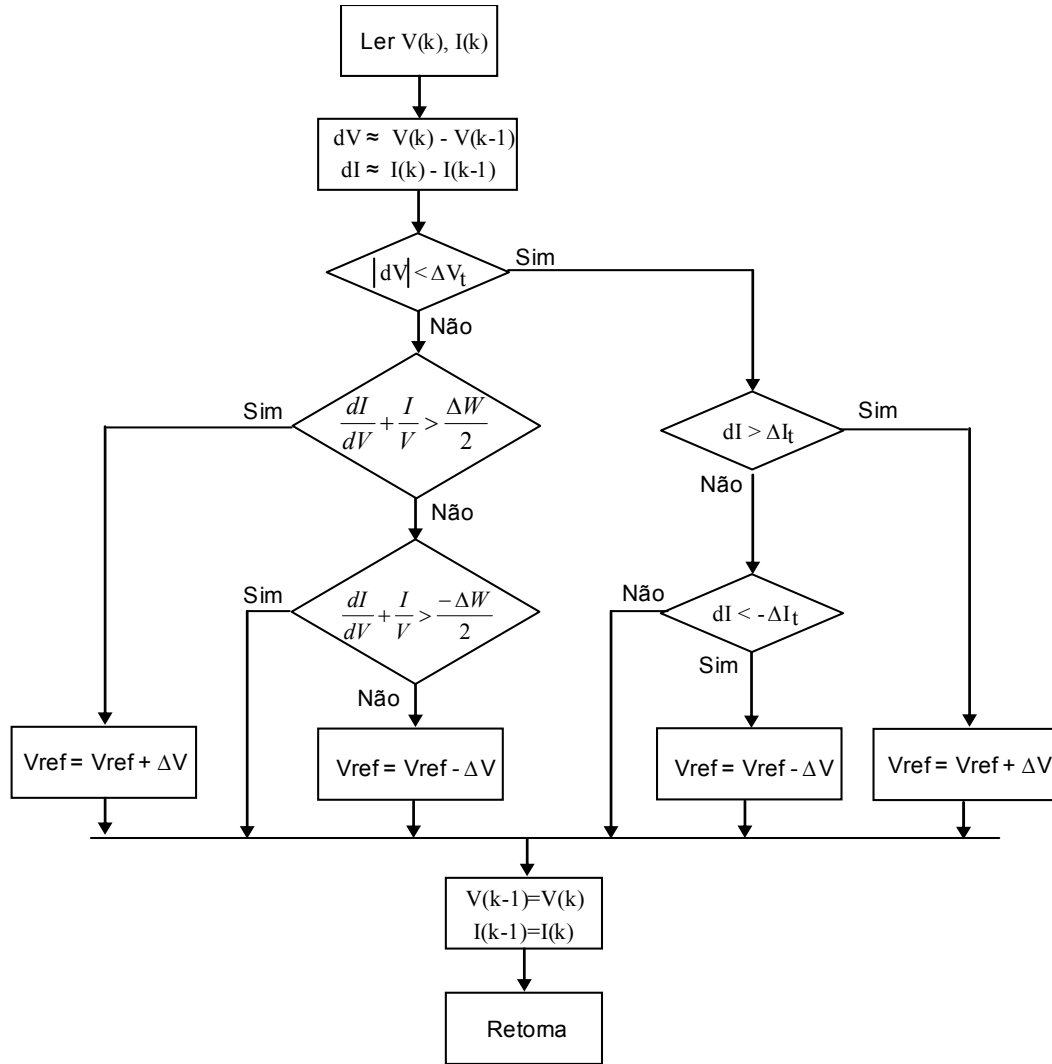 Ler V(k), I(k)
dV ≈ V(k) - V(k-1)
dI ≈ I(k) - I(k-1)
|dV| < ΔVt
Sim
Não
dI/dV + I/V > ΔW/2
Sim
Não
dI > ΔIt
Sim
Não
dI/dV + I/V > -ΔW/2
Sim
Não
dI < - ΔIt
Não
Sim
Vref = Vref + ΔV
Vref = Vref - ΔV
Vref = Vref - ΔV
Vref = Vref + ΔV
V(k-1)=V(k)
I(k-1)=I(k)
Retorna